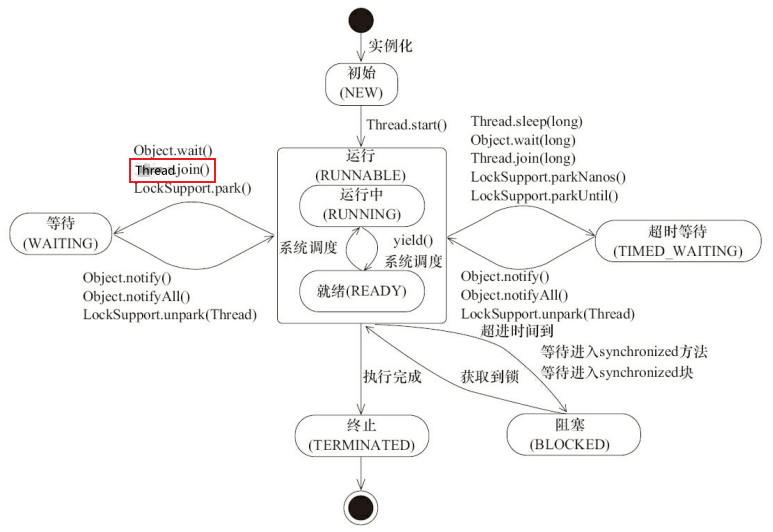 实例化
初始
(NEW)
Thread.start()
Object.wait()
Thread.join()
LockSupport.park()
Thread.sleep(long)
Object.wait(long)
Thread.join(long)
LockSupport.parkNanos()
LockSupport.parkUntil()
运行
(RUNNABLE)
运行中
(RUNNING)
等待
(WAITING)
系统调度
yield()
系统调度
超时等待
(TIMED_WAITING)
就绪(READY)
Object.notify()
Object.notifyAll()
LockSupport.unpark(Thread)
Object.notify()
Object.notifyAll()
LockSupport.unpark(Thread)
超进时间到
等待进入synchronized方法
等待进入synchronized块
执行完成
获取到锁
终止
(TERMINATED)
阻塞
(BLOCKED)